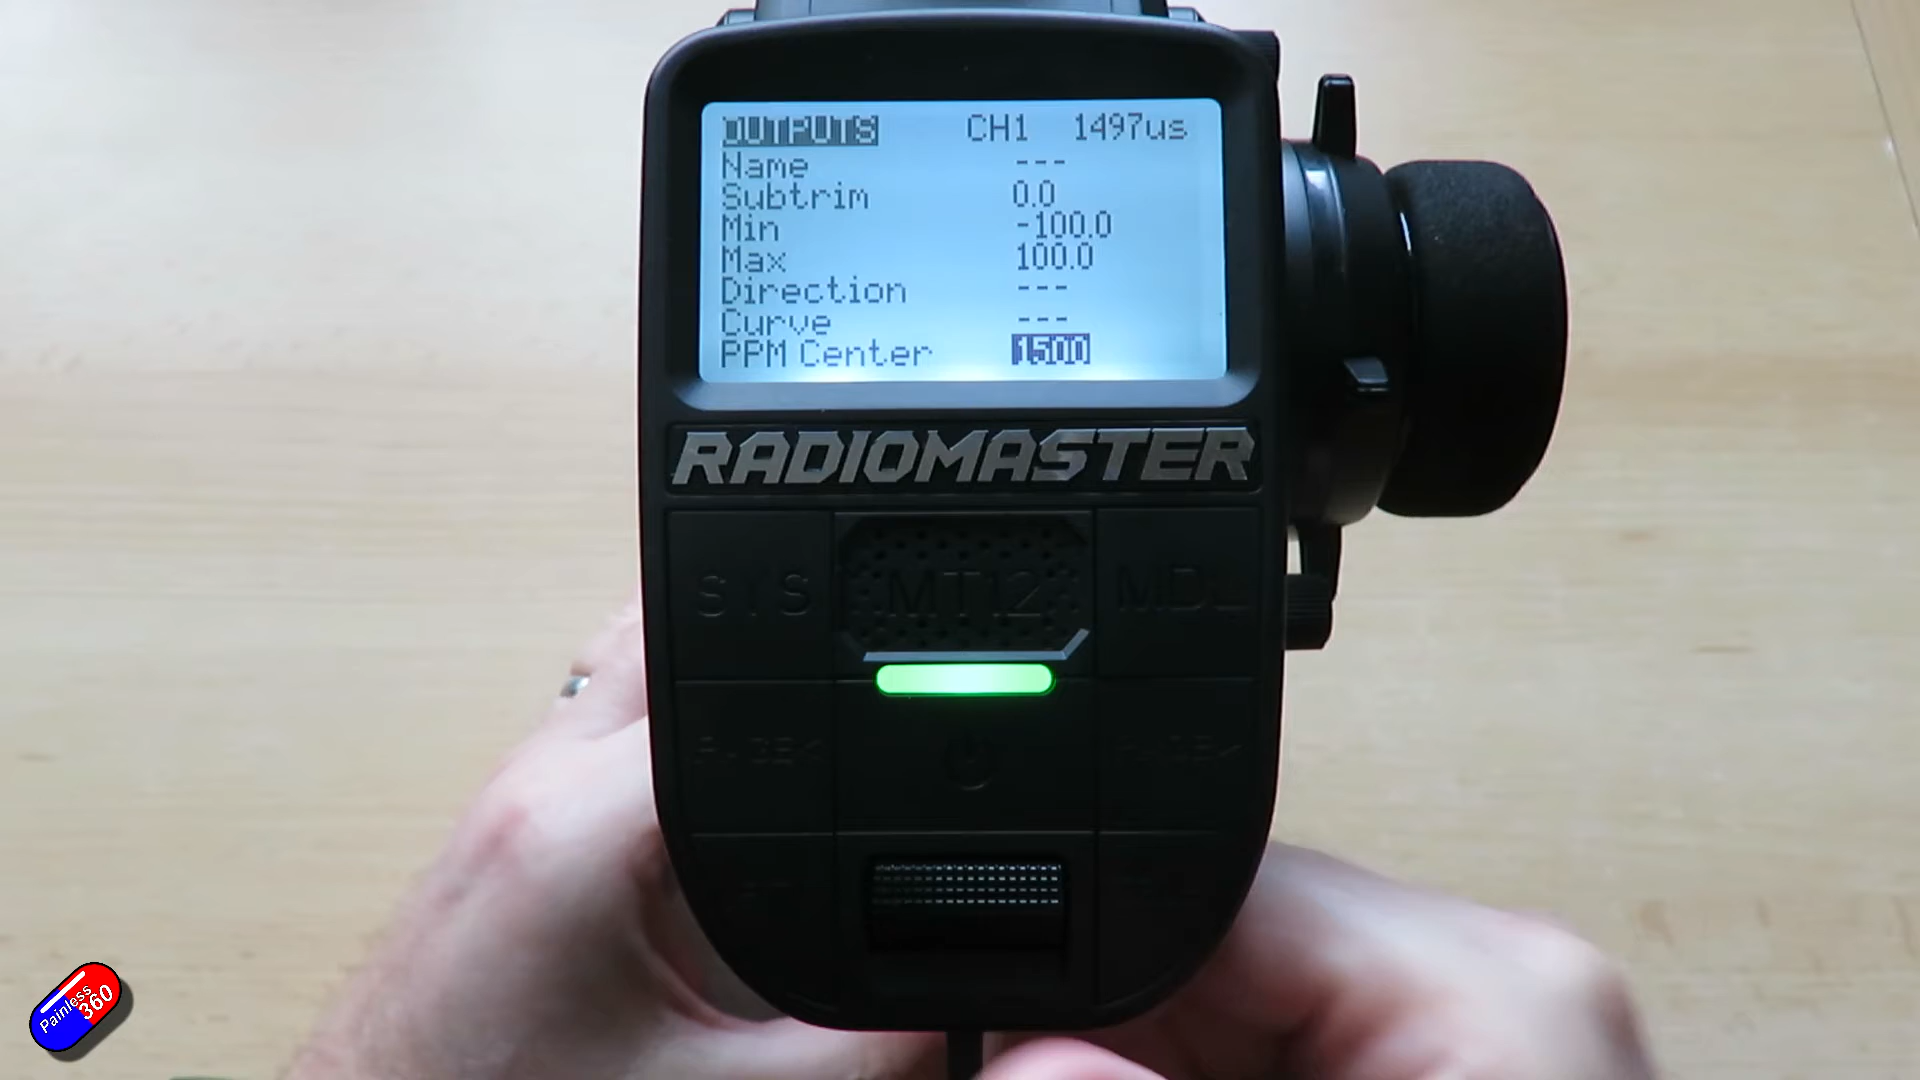 OUTPUTS CH1 1497us
Name ---
Subtrim 0.0
Min -100.0
Max 100.0
Direction ---
Curve ---
PPM Center 1500
RADIOMASTER
SYS MT12 MDL
PAGE<
Painless
360